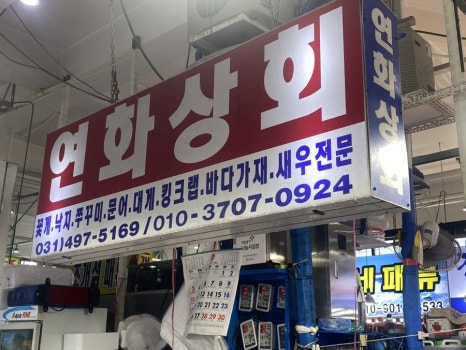 연화상회
꽃게.낙지.쭈꾸미.문어.대게.킹크랩.바다가재.새우전문
031)497-5169 / 010-3707-0924
연화상회